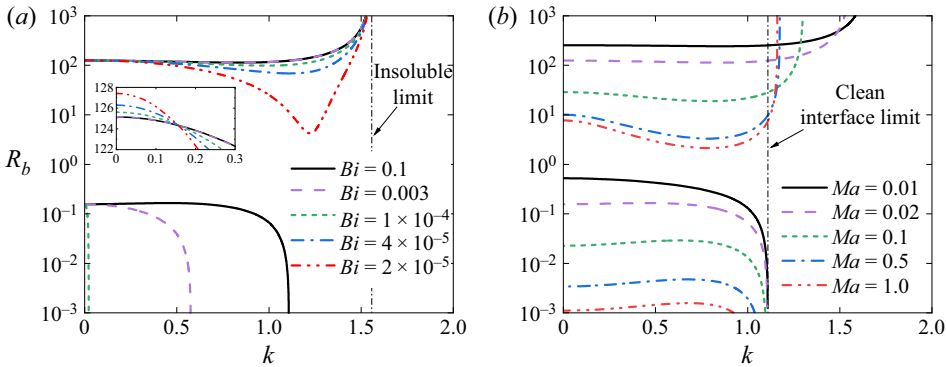 (a)
10³
10²
10¹
10⁰
10⁻¹
10⁻²
10⁻³
R_b
0
0.5
1.0
1.5
2.0
k
Insoluble
limit
128
126
124
122
0
0.1
0.2
0.3
Bi = 0.1
Bi = 0.003
Bi = 1 × 10⁻⁴
Bi = 4 × 10⁻⁵
Bi = 2 × 10⁻⁵
(b)
10³
10²
10¹
10⁰
10⁻¹
10⁻²
10⁻³
0
0.5
1.0
1.5
2.0
k
Clean
interface limit
Ma = 0.01
Ma = 0.02
Ma = 0.1
Ma = 0.5
Ma = 1.0